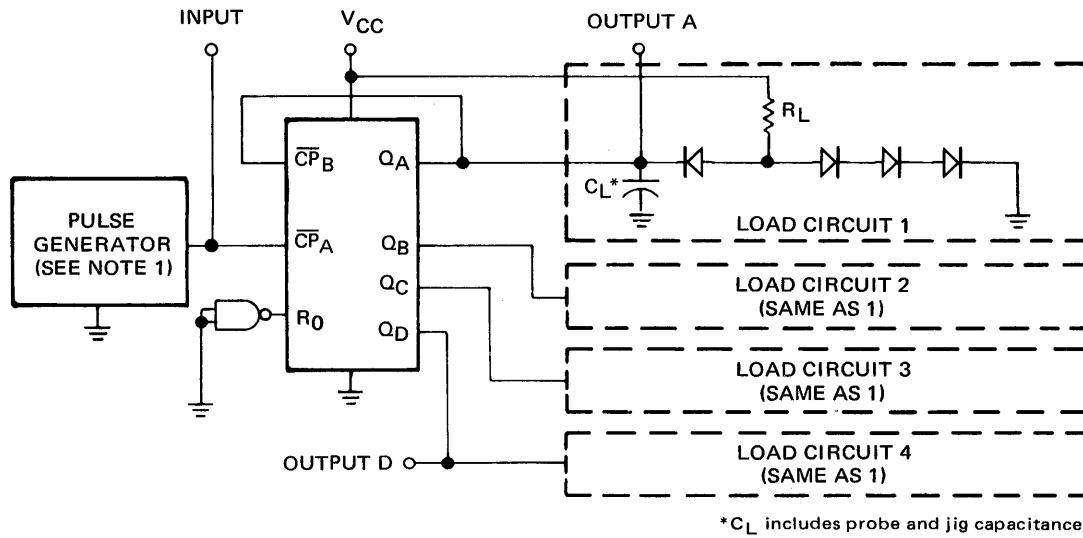 INPUT
VCC
OUTPUT A
RL
CPB
QA
CL*
PULSE
GENERATOR
(SEE NOTE 1)
CPA
LOAD CIRCUIT 1
QB
QC
LOAD CIRCUIT 2
(SAME AS 1)
R0
QD
LOAD CIRCUIT 3
(SAME AS 1)
OUTPUT D
LOAD CIRCUIT 4
(SAME AS 1)
*CL includes probe and jig capacitance